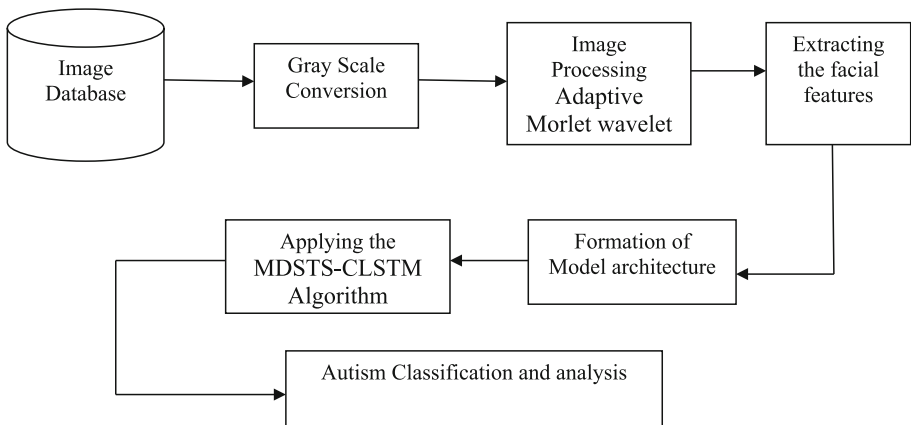 Image
Database
Gray Scale
Conversion
Image
Processing
Adaptive
Morlet wavelet
Extracting
the facial
features
Formation of
Model architecture
Applying the
MDSTS-CLSTM
Algorithm
Autism Classification and analysis